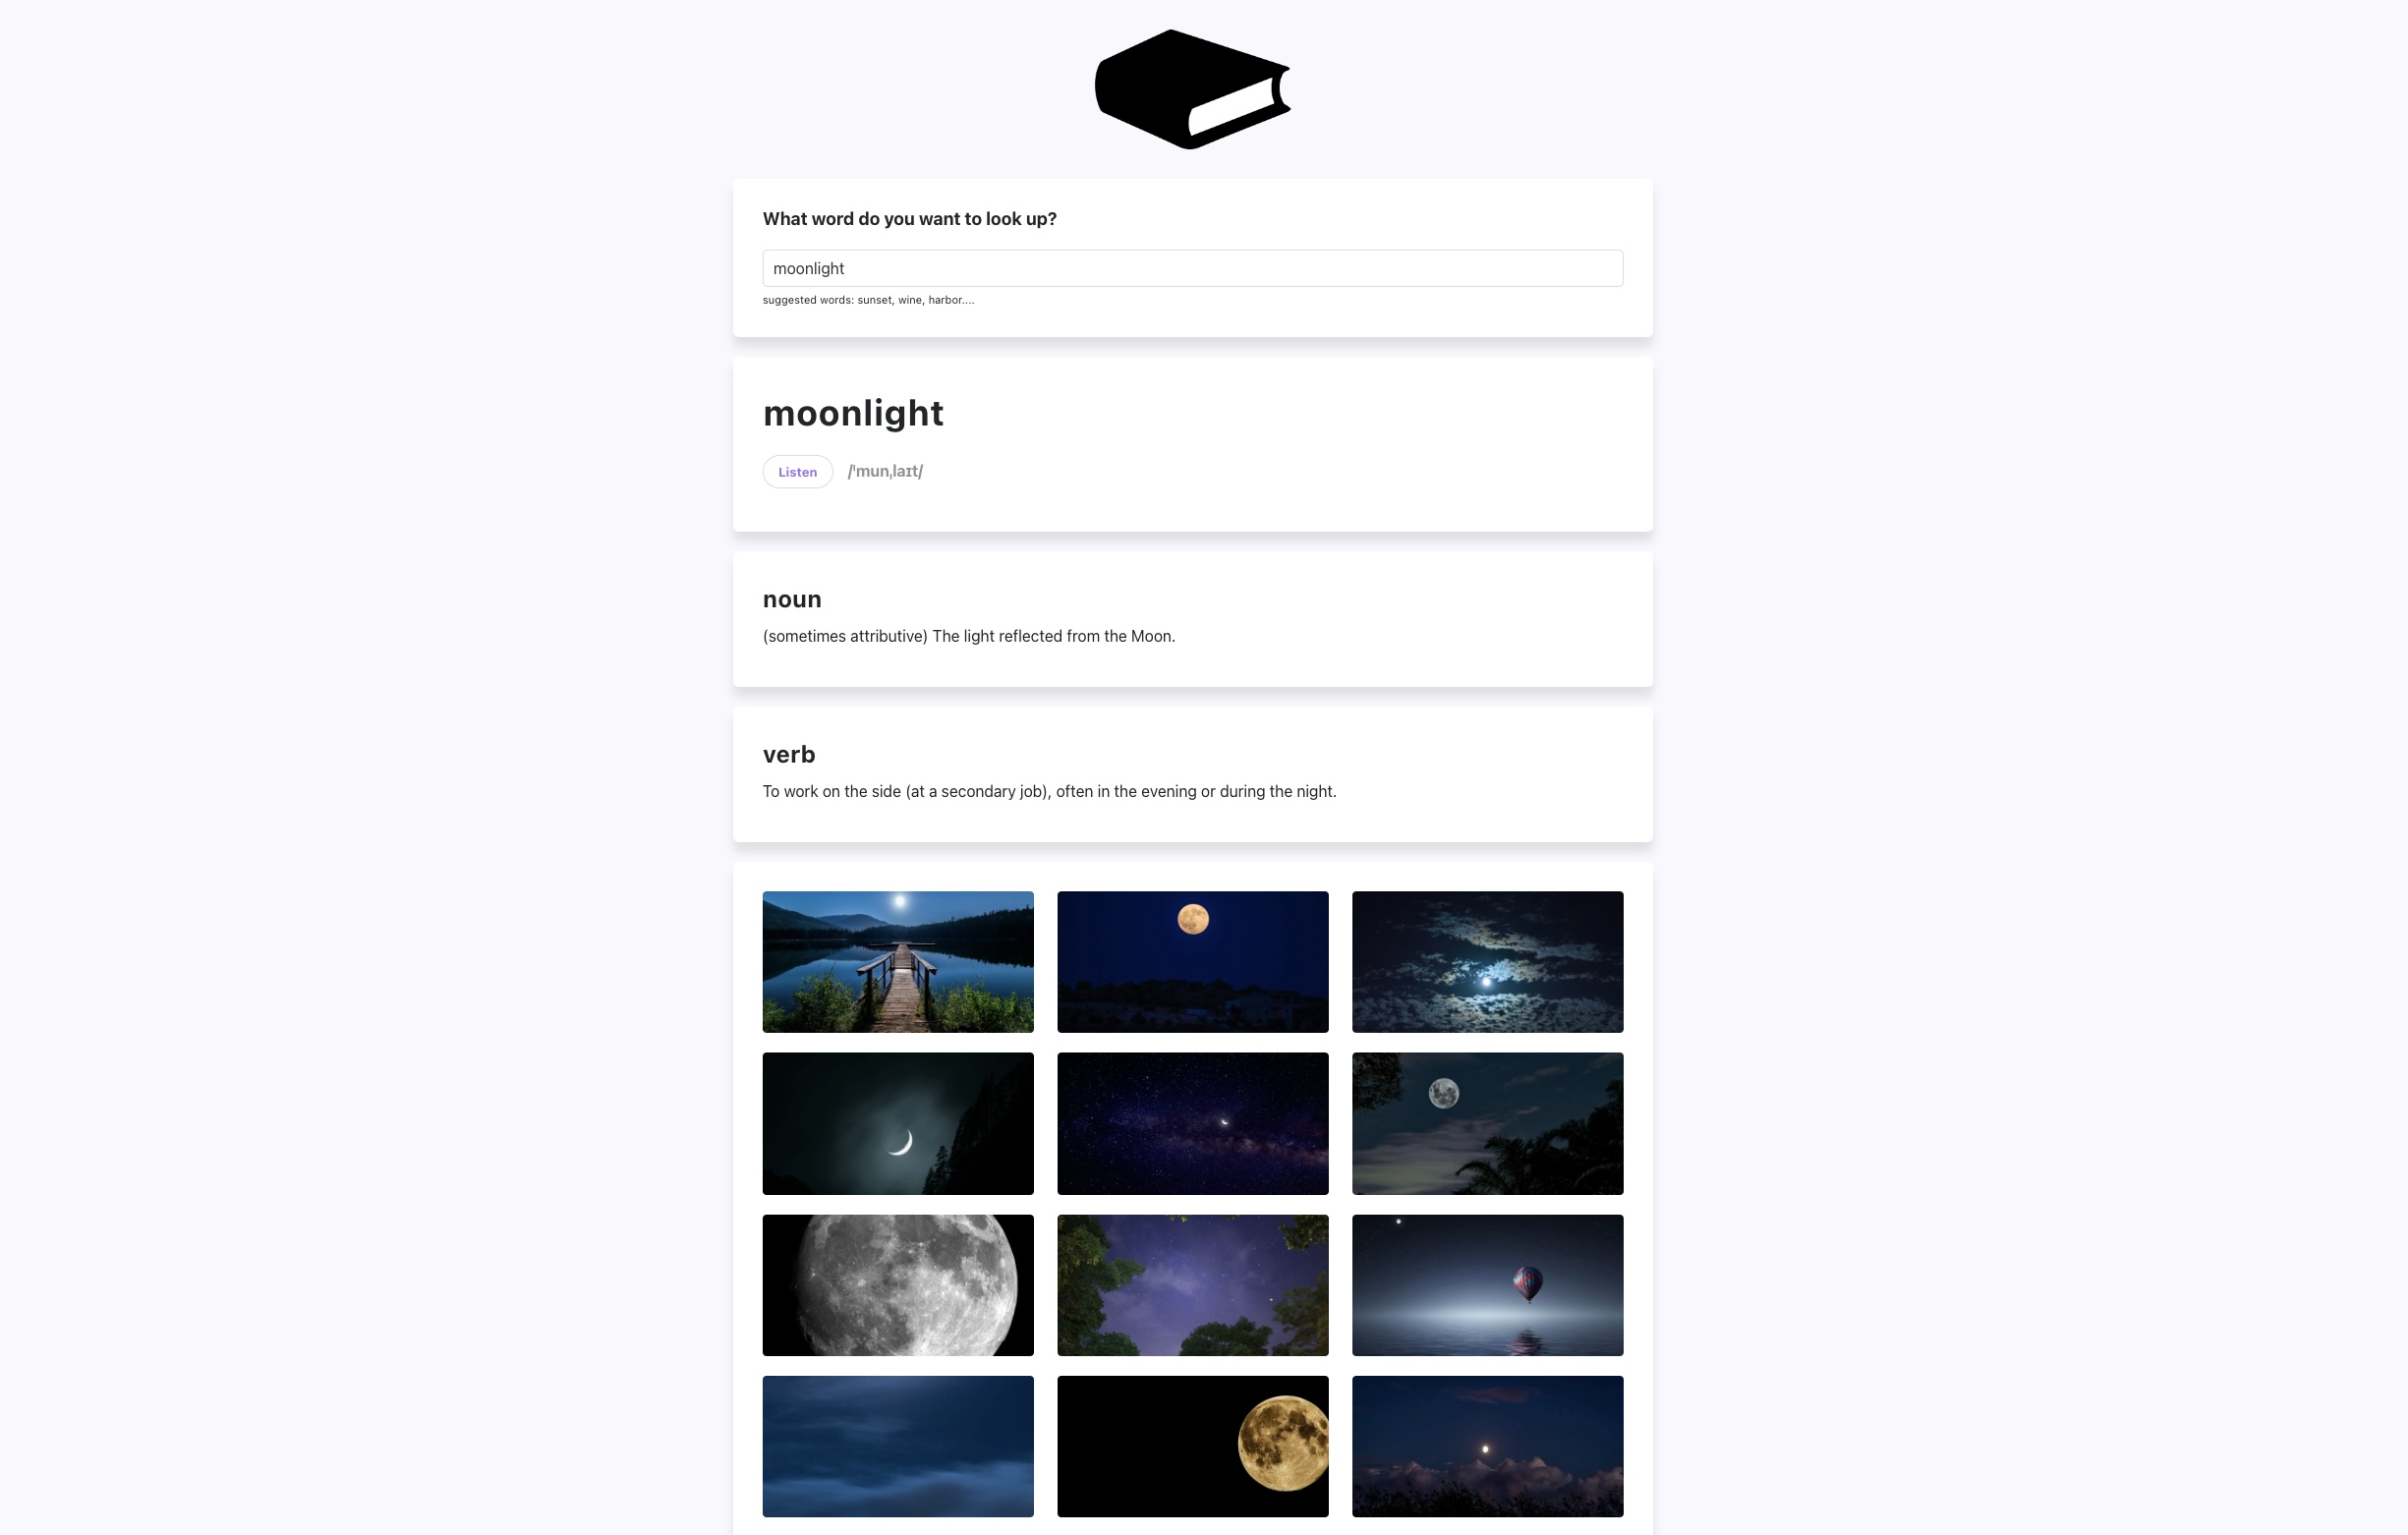 What word do you want to look up?
moonlight
suggested words: sunset, wine, harbor....
moonlight
Listen /ˈmunˌlaɪt/
noun
(sometimes attributive) The light reflected from the Moon.
verb
To work on the side (at a secondary job), often in the evening or during the night.